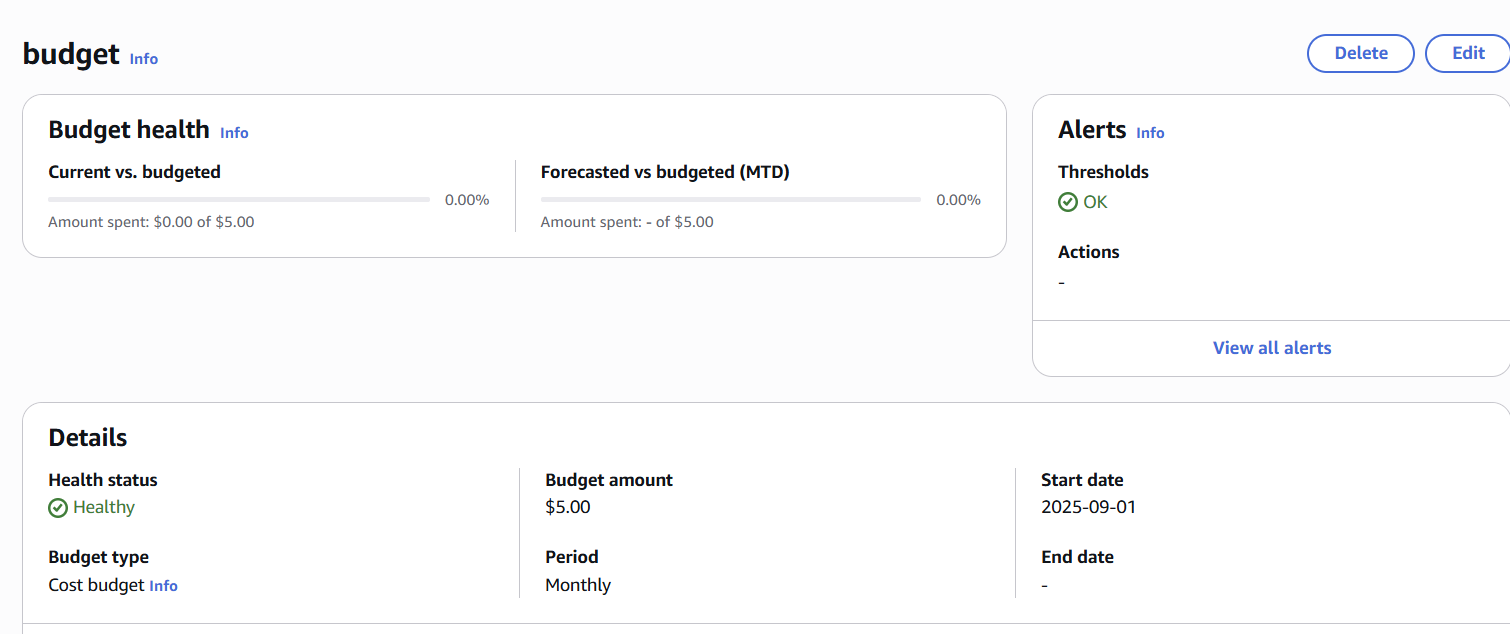 budget Info
Delete
Edit
Budget health Info
Current vs. budgeted
0.00%
Amount spent: $0.00 of $5.00
Forecasted vs budgeted (MTD)
0.00%
Amount spent: - of $5.00
Alerts Info
Thresholds
OK
Actions
-
View all alerts
Details
Health status
Healthy
Budget type
Cost budget Info
Budget amount
$5.00
Period
Monthly
Start date
2025-09-01
End date
-